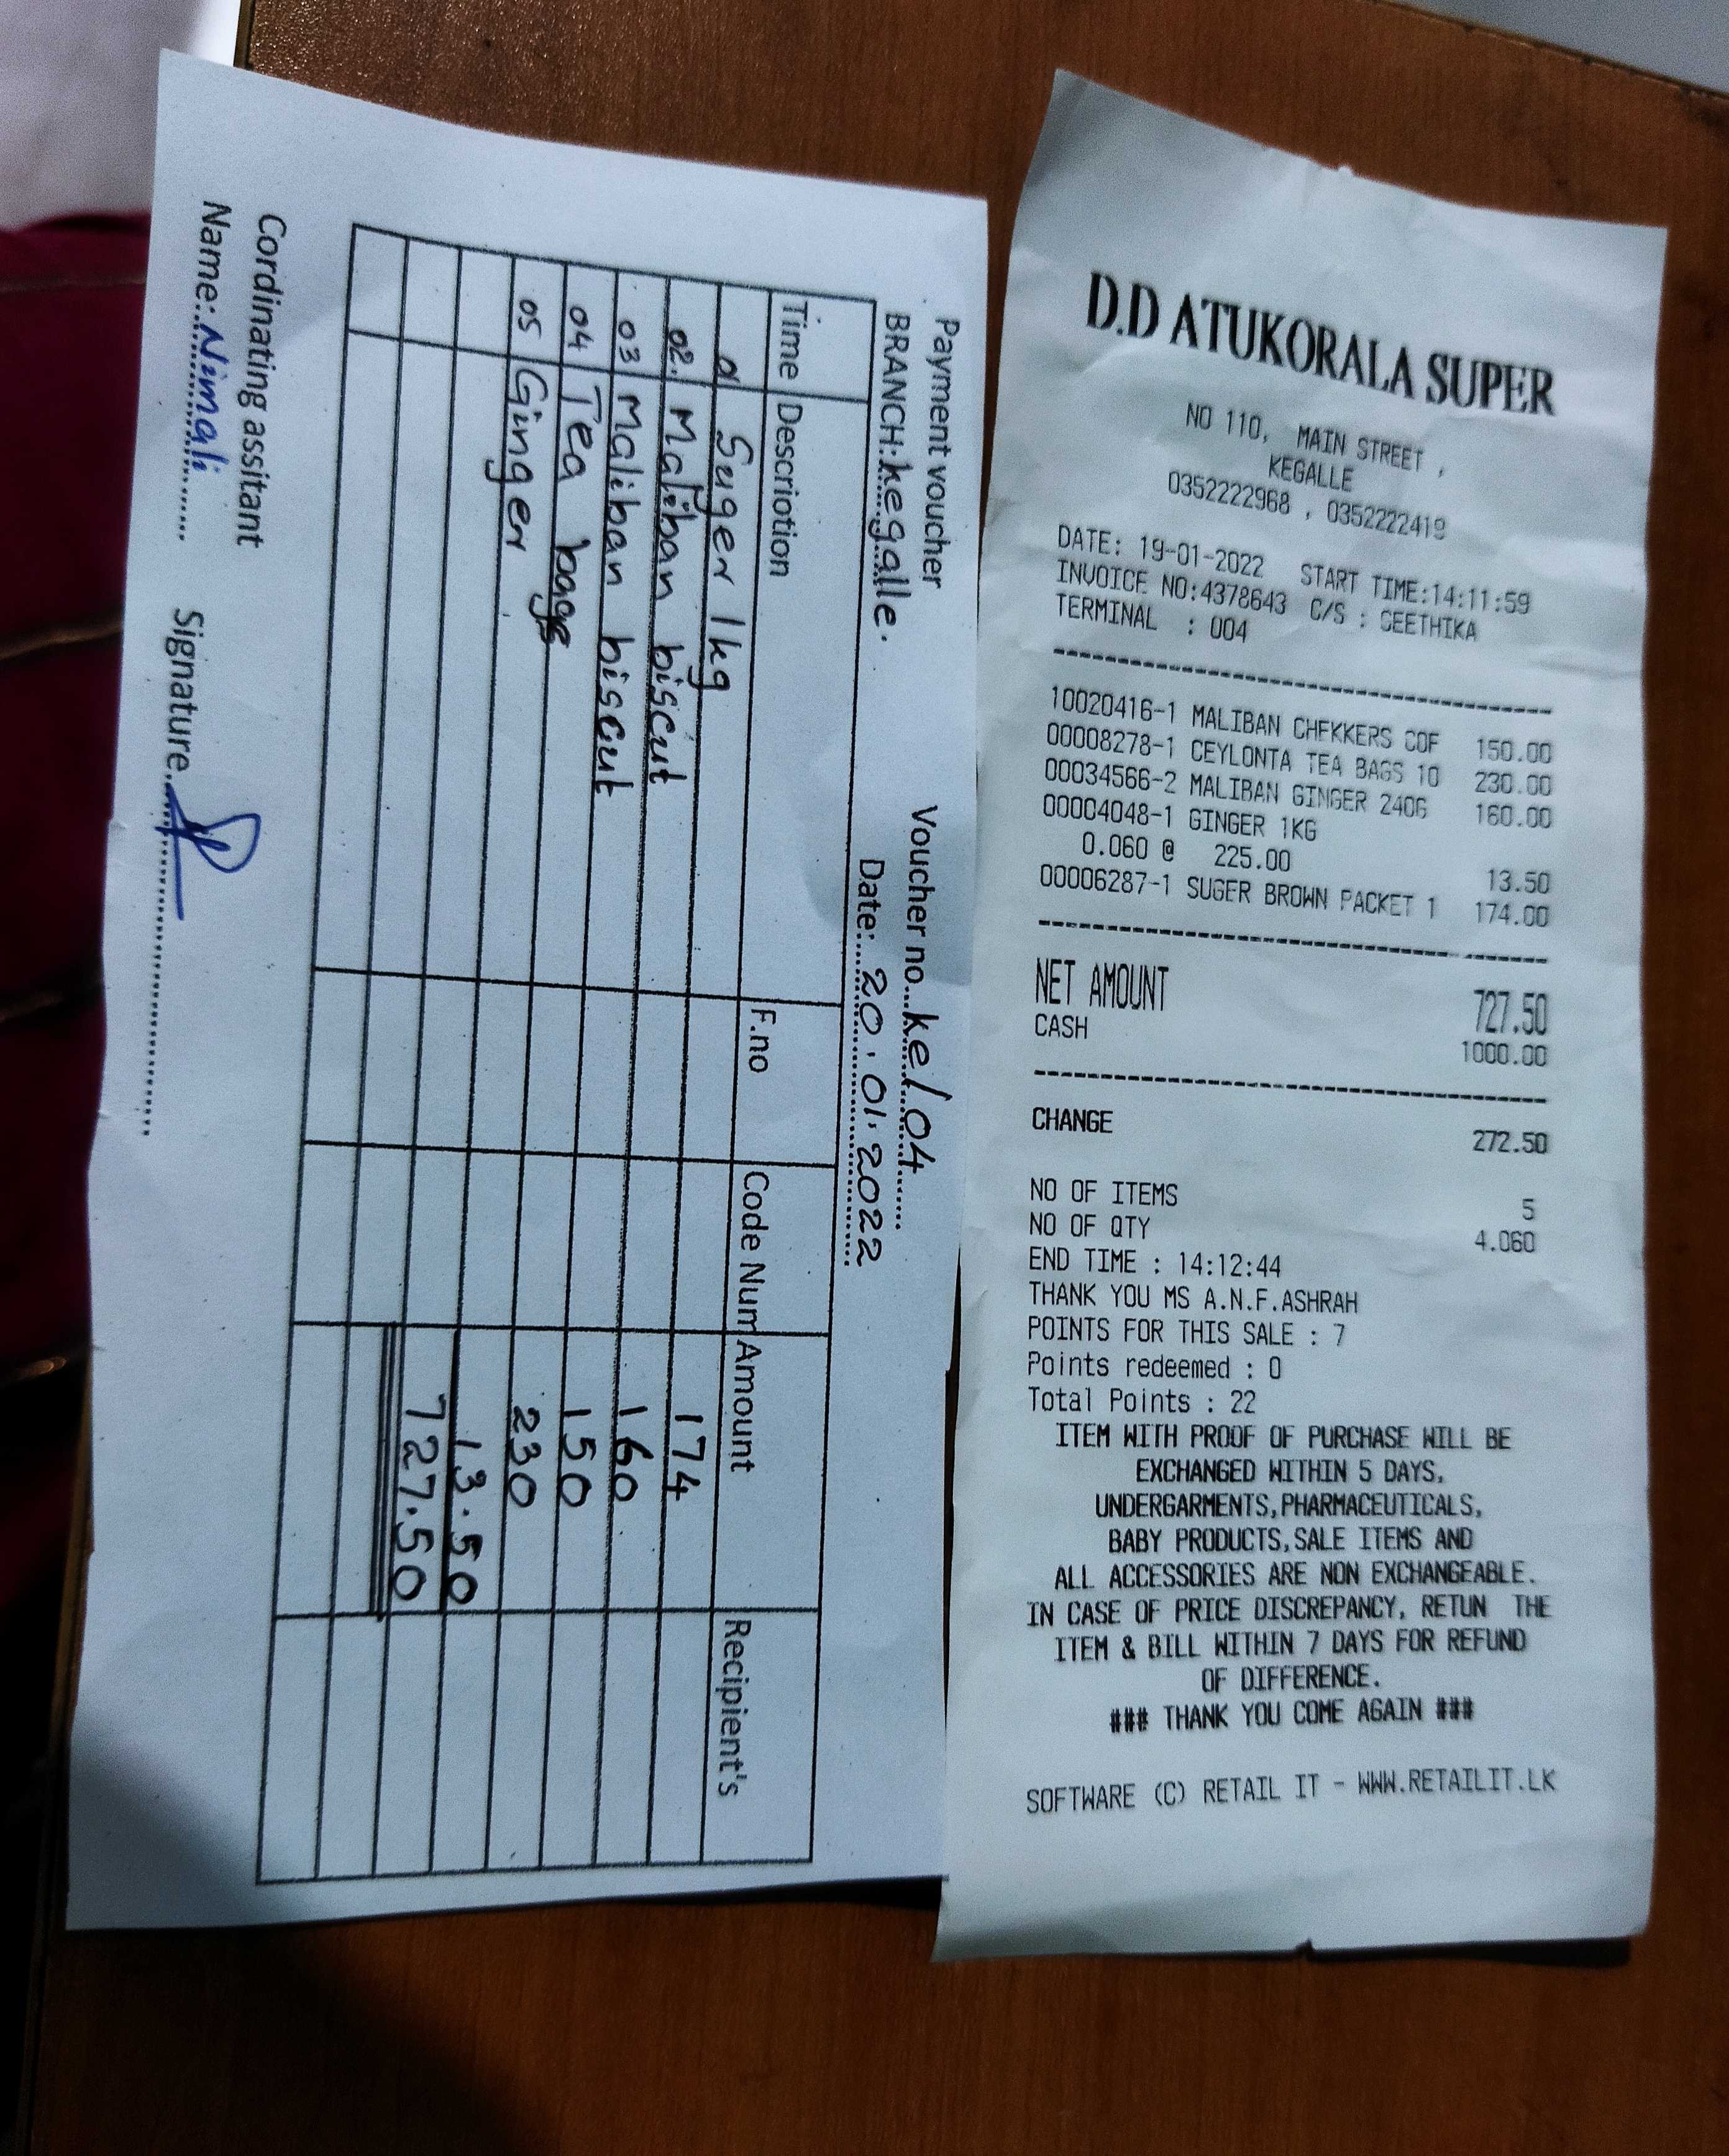 Payment voucher Voucher no...ke/04......
BRANCH:kegalle. Date:..20.01.2022
Time Descriotion F.no Code Num Amount Recipient's
01 Suger 1kg 174
02. Maliban biscut 160
03 Maliban biscut 150
04 Tea bags 230
05 Ginger 13.50
727.50
Cordinating assitant
Name:.Nimali........ Signature..............................
D.D ATUKORALA SUPER
NO 110, MAIN STREET ,
KEGALLE
0352222968 , 0352222419
DATE: 19-01-2022 START TIME:14:11:59
INVOICE NO:4378643 C/S : GEETHIKA
TERMINAL : 004
10020416-1 MALIBAN CHEKKERS COF 150.00
00008278-1 CEYLONTA TEA BAGS 10 230.00
00034566-2 MALIBAN GINGER 240G 160.00
00004048-1 GINGER 1KG
0.060 @ 225.00 13.50
00006287-1 SUGER BROWN PACKET 1 174.00
NET AMOUNT 727.50
CASH 1000.00
CHANGE 272.50
NO OF ITEMS 5
NO OF QTY 4.060
END TIME : 14:12:44
THANK YOU MS A.N.F.ASHRAH
POINTS FOR THIS SALE : 7
Points redeemed : 0
Total Points : 22
ITEM WITH PROOF OF PURCHASE WILL BE
EXCHANGED WITHIN 5 DAYS,
UNDERGARMENTS,PHARMACEUTICALS,
BABY PRODUCTS,SALE ITEMS AND
ALL ACCESSORIES ARE NON EXCHANGEABLE.
IN CASE OF PRICE DISCREPANCY, RETUN THE
ITEM & BILL WITHIN 7 DAYS FOR REFUND
OF DIFFERENCE.
### THANK YOU COME AGAIN ###
SOFTWARE (C) RETAIL IT - WWW.RETAILIT.LK